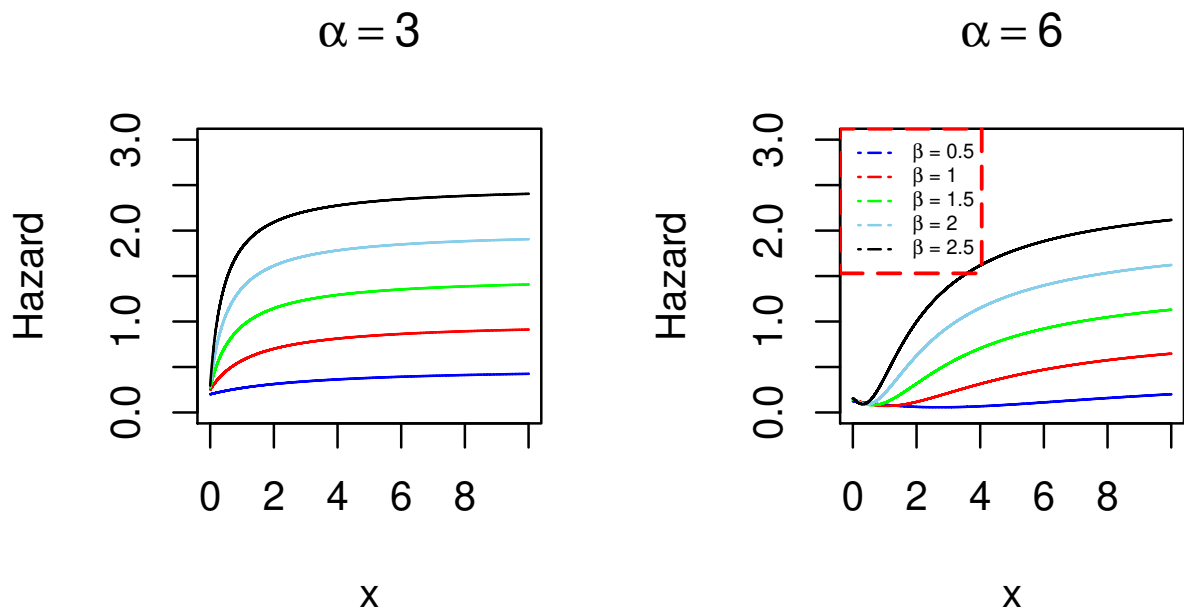 α = 3
Hazard
0.0 1.0 2.0 3.0
0 2 4 6 8
x
α = 6
Hazard
0.0 1.0 2.0 3.0
β = 0.5
β = 1
β = 1.5
β = 2
β = 2.5
0 2 4 6 8
x